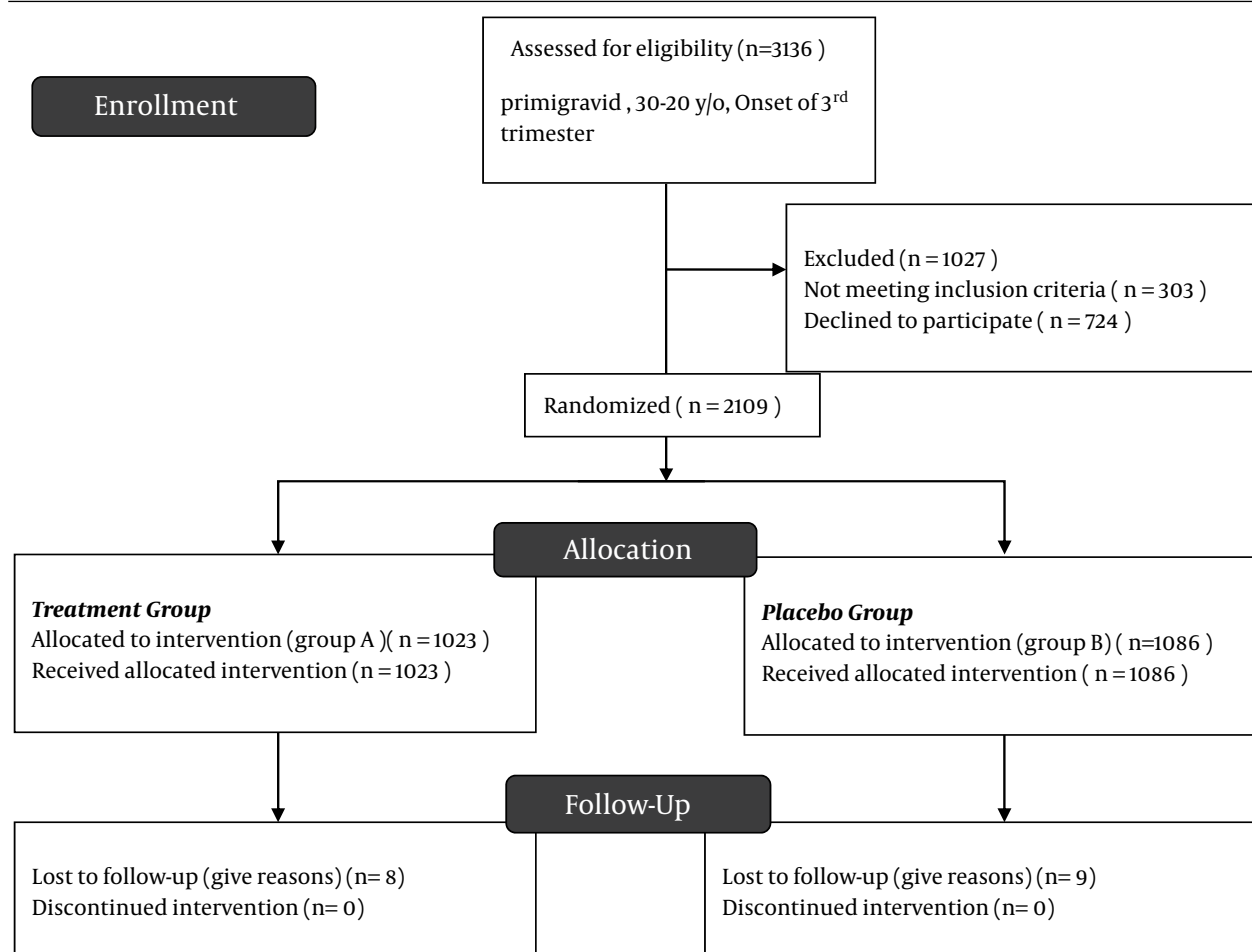 Enrollment
Assessed for eligibility (n=3136 )
primigravid , 30-20 y/o, Onset of 3rd
trimester
Excluded (n = 1027 )
Not meeting inclusion criteria ( n = 303 )
Declined to participate ( n = 724 )
Randomized ( n = 2109 )
Allocation
Treatment Group
Allocated to intervention (group A )( n = 1023 )
Received allocated intervention (n = 1023 )
Placebo Group
Allocated to intervention (group B) ( n=1086 )
Received allocated intervention ( n = 1086 )
Follow-Up
Lost to follow-up (give reasons) (n= 8)
Discontinued intervention (n= 0)
Lost to follow-up (give reasons) (n= 9)
Discontinued intervention (n= 0)